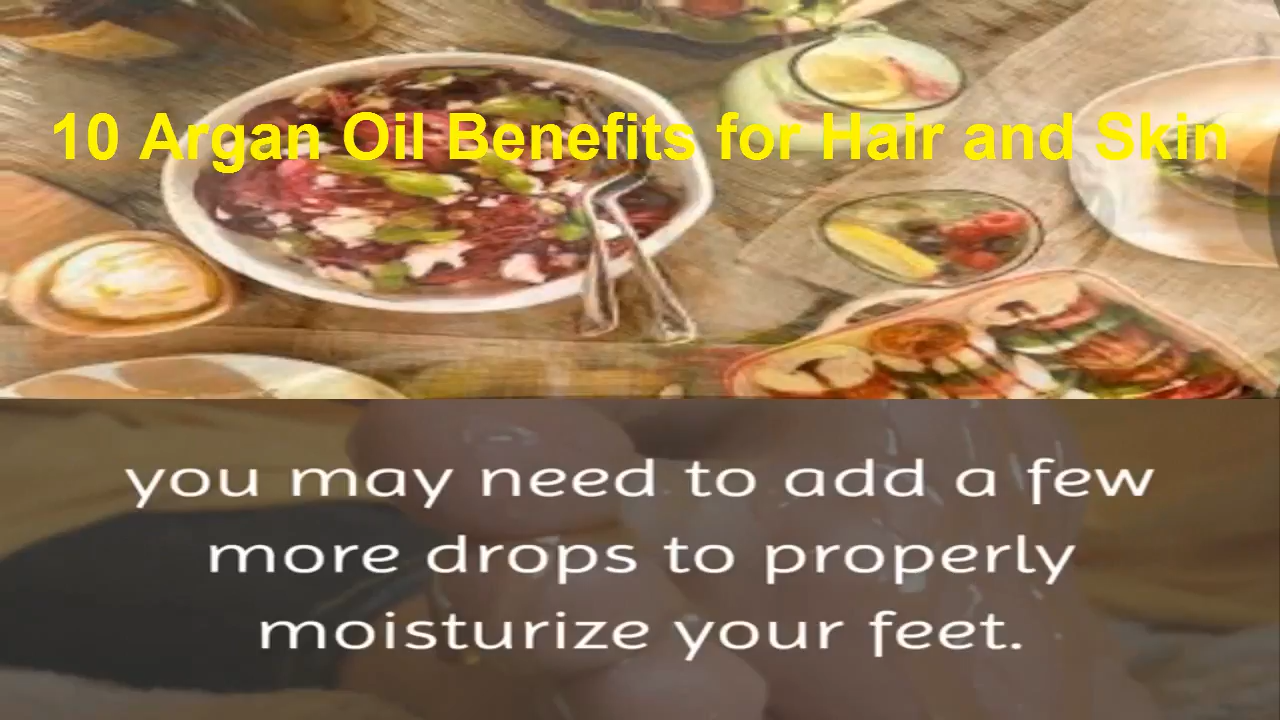 10 Argan Oil Benefits for Hair and Skin
you may need to add a few
more drops to properly
moisturize your feet.